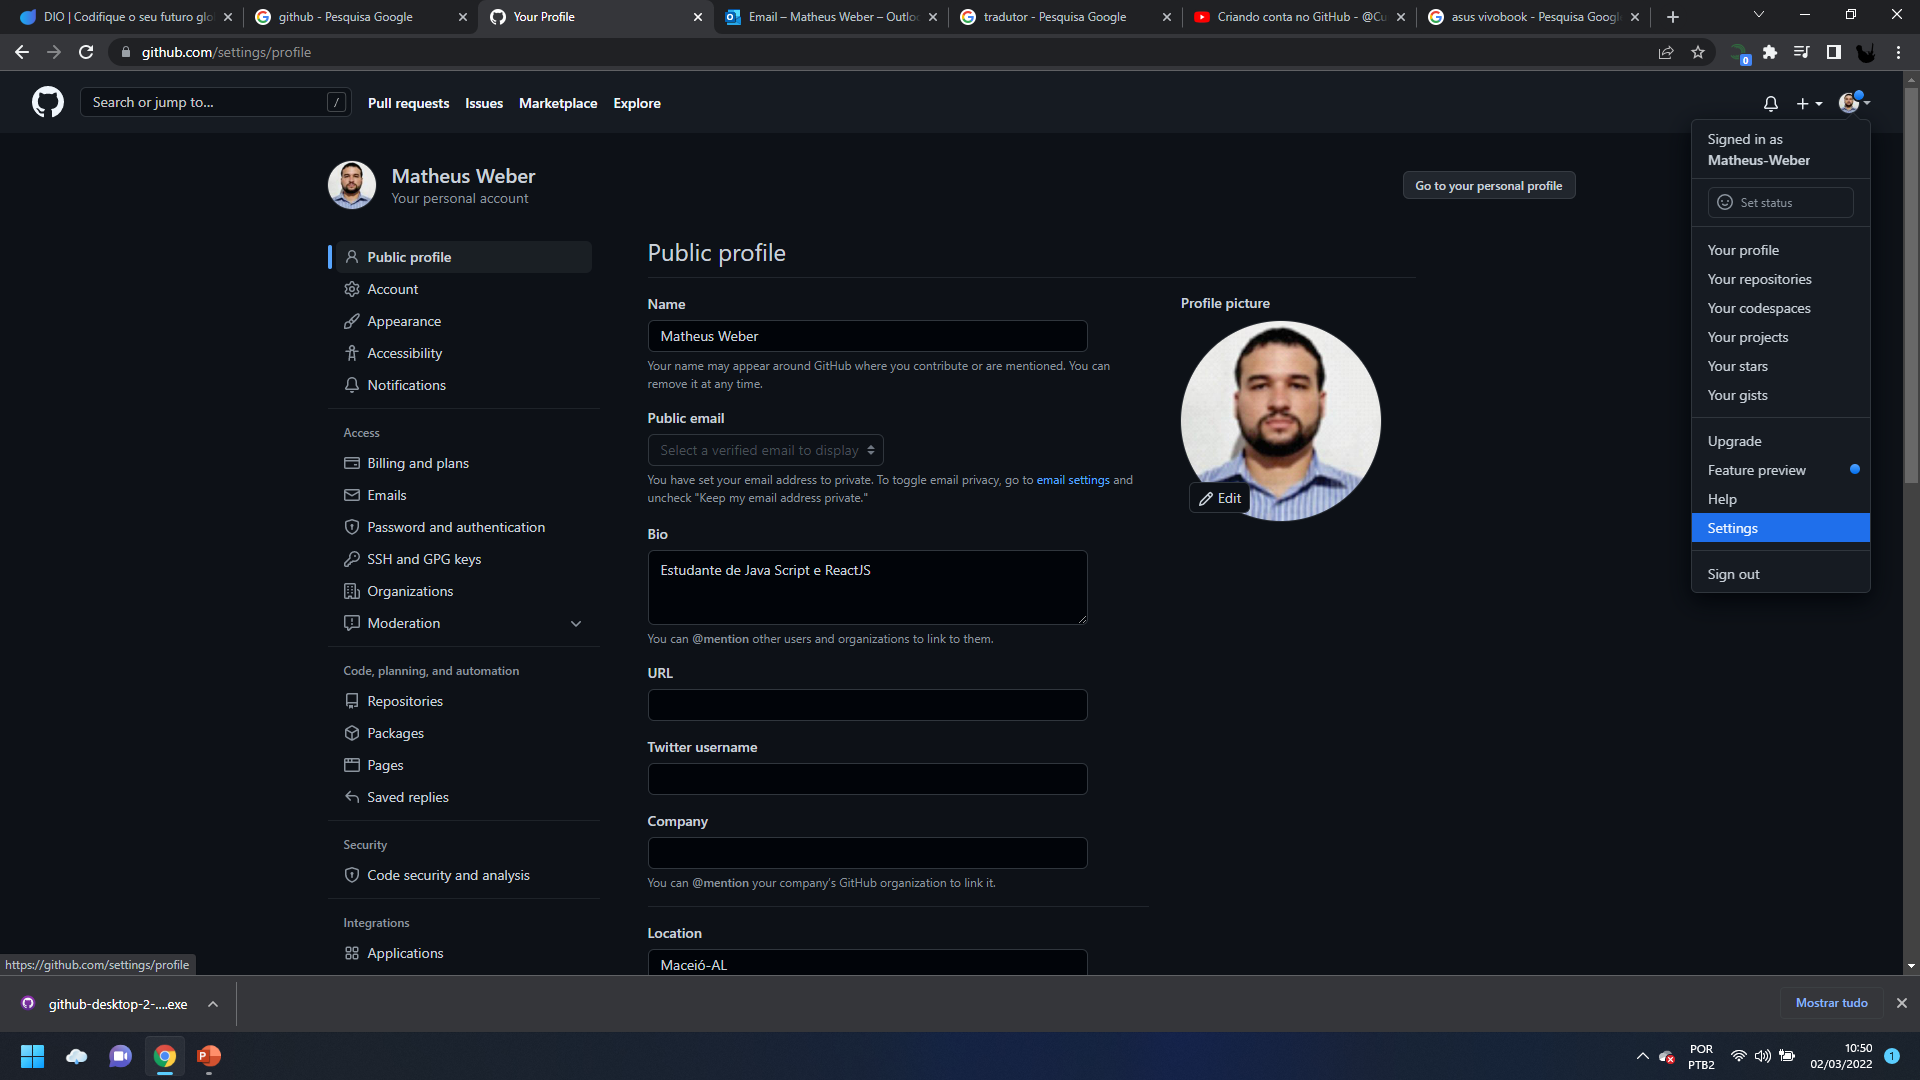 DIO | Codifique o seu futuro glo
github - Pesquisa Google
Your Profile
Email – Matheus Weber – Outlo
tradutor - Pesquisa Google
Criando conta no GitHub - @Cu
asus vivobook - Pesquisa Googl
github.com/settings/profile
0
Search or jump to...
/
Pull requests
Issues
Marketplace
Explore
Signed in as
Matheus-Weber
Set status
Your profile
Your repositories
Your codespaces
Your projects
Your stars
Your gists
Upgrade
Feature preview
Help
Settings
Sign out
Matheus Weber
Your personal account
Go to your personal profile
Public profile
Account
Appearance
Accessibility
Notifications
Access
Billing and plans
Emails
Password and authentication
SSH and GPG keys
Organizations
Moderation
Code, planning, and automation
Repositories
Packages
Pages
Saved replies
Security
Code security and analysis
Integrations
Applications
Public profile
Name
Matheus Weber
Your name may appear around GitHub where you contribute or are mentioned. You can
remove it at any time.
Public email
Select a verified email to display
You have set your email address to private. To toggle email privacy, go to email settings and
uncheck "Keep my email address private."
Bio
Estudante de Java Script e ReactJS
You can @mention other users and organizations to link to them.
URL
Twitter username
Company
You can @mention your company's GitHub organization to link it.
Location
Maceió-AL
Profile picture
Edit
https://github.com/settings/profile
github-desktop-2-....exe
Mostrar tudo
P
POR
PTB2
10:50
02/03/2022
1